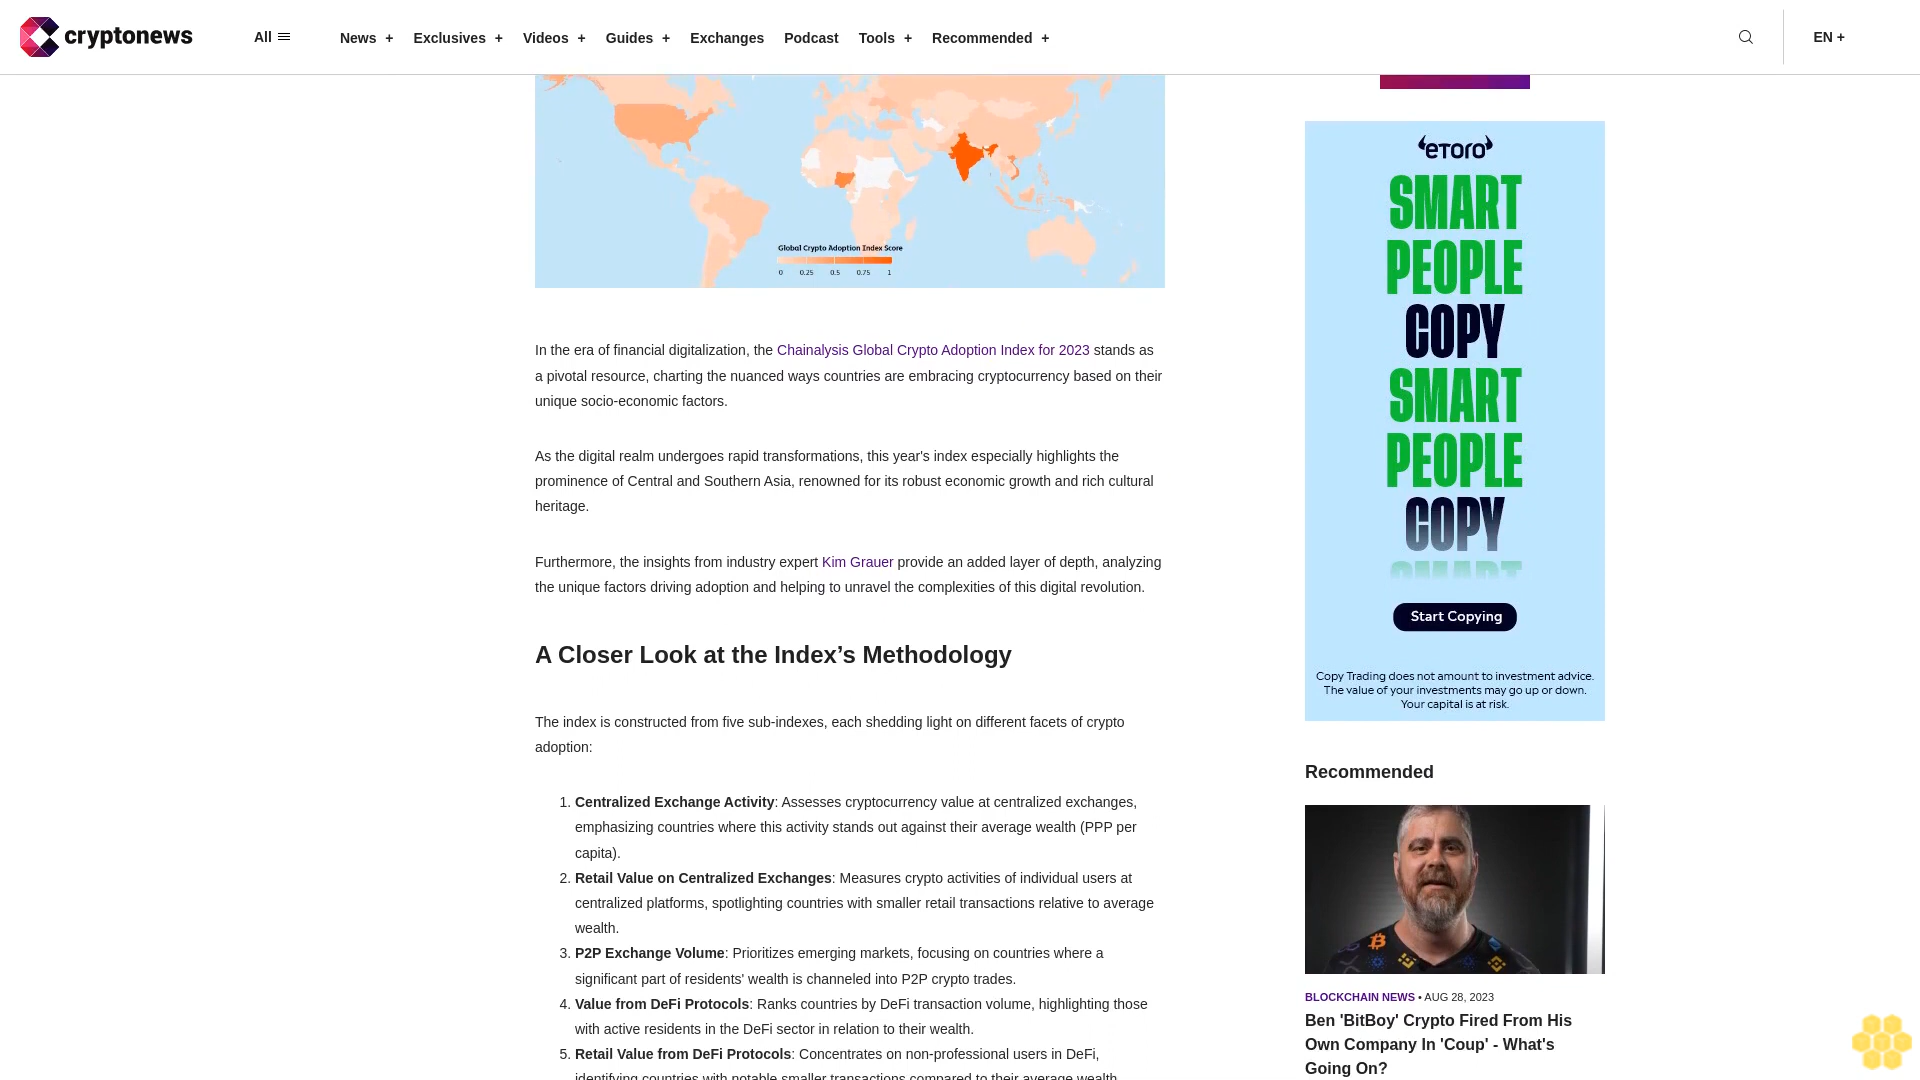 cryptonews
All
News +
Exclusives +
Videos +
Guides +
Exchanges
Podcast
Tools +
Recommended +
EN +
Global Crypto Adoption Index Score
0 0.25 0.5 0.75 1
In the era of financial digitalization, the Chainalysis Global Crypto Adoption Index for 2023 stands as
a pivotal resource, charting the nuanced ways countries are embracing cryptocurrency based on their
unique socio-economic factors.
As the digital realm undergoes rapid transformations, this year's index especially highlights the
prominence of Central and Southern Asia, renowned for its robust economic growth and rich cultural
heritage.
Furthermore, the insights from industry expert Kim Grauer provide an added layer of depth, analyzing
the unique factors driving adoption and helping to unravel the complexities of this digital revolution.
A Closer Look at the Index’s Methodology
The index is constructed from five sub-indexes, each shedding light on different facets of crypto
adoption:
1. Centralized Exchange Activity: Assesses cryptocurrency value at centralized exchanges,
emphasizing countries where this activity stands out against their average wealth (PPP per
capita).
2. Retail Value on Centralized Exchanges: Measures crypto activities of individual users at
centralized platforms, spotlighting countries with smaller retail transactions relative to average
wealth.
3. P2P Exchange Volume: Prioritizes emerging markets, focusing on countries where a
significant part of residents' wealth is channeled into P2P crypto trades.
4. Value from DeFi Protocols: Ranks countries by DeFi transaction volume, highlighting those
with active residents in the DeFi sector in relation to their wealth.
5. Retail Value from DeFi Protocols: Concentrates on non-professional users in DeFi,
identifying countries with notable smaller transactions compared to their average wealth.
eToro
SMART
PEOPLE
COPY
SMART
PEOPLE
COPY
SMART
Start Copying
Copy Trading does not amount to investment advice.
The value of your investments may go up or down.
Your capital is at risk.
Recommended
BLOCKCHAIN NEWS • AUG 28, 2023
Ben 'BitBoy' Crypto Fired From His
Own Company In 'Coup' - What's
Going On?